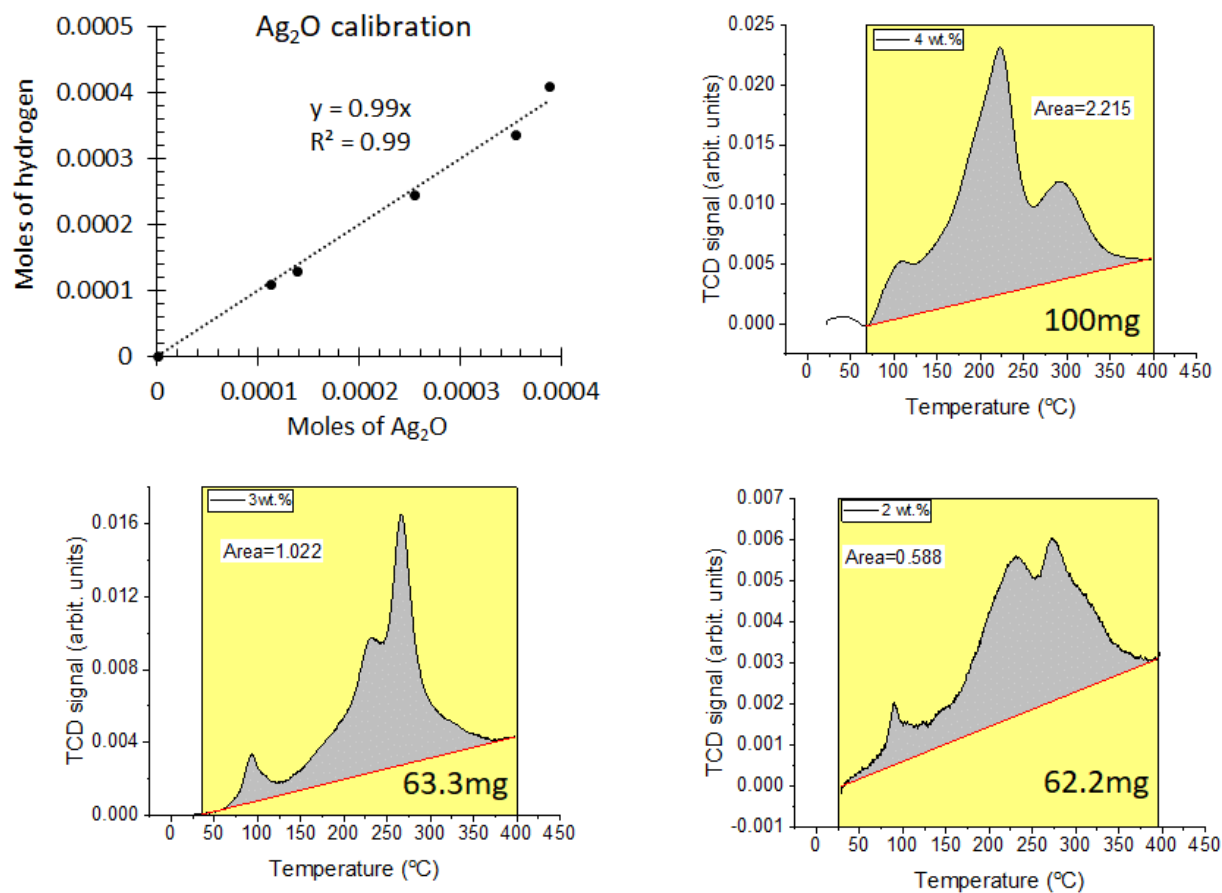 Ag₂O calibration
0.0005
0.0004
0.0003
0.0002
0.0001
0
y = 0.99x
R² = 0.99
Moles of hydrogen
0 0.0001 0.0002 0.0003 0.0004
Moles of Ag₂O
4 wt.%
Area=2.215
0.025
0.020
0.015
0.010
0.005
0.000
TCD signal (arbit. units)
100mg
0 50 100 150 200 250 300 350 400 450
Temperature (ºC)
3wt.%
Area=1.022
0.016
0.012
0.008
0.004
0.000
TCD signal (arbit. units)
63.3mg
0 50 100 150 200 250 300 350 400 450
Temperature (ºC)
2 wt.%
Area=0.588
0.007
0.006
0.005
0.004
0.003
0.002
0.001
0.000
-0.001
TCD signal (arbit. units)
62.2mg
0 50 100 150 200 250 300 350 400 450
Temperature (ºC)